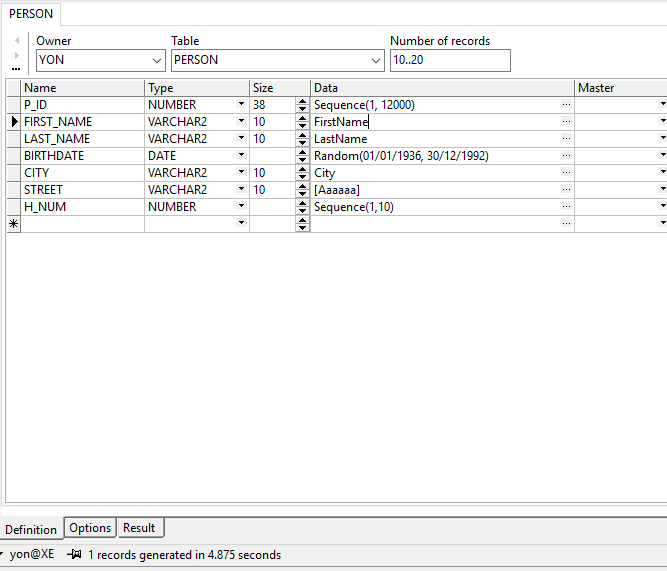 PERSON
Owner Table Number of records
YON PERSON 10..20
Name Type Size Data Master
P_ID NUMBER 38 Sequence(1, 12000) ...
FIRST_NAME VARCHAR2 10 FirstName ...
LAST_NAME VARCHAR2 10 LastName ...
BIRTHDATE DATE Random(01/01/1936, 30/12/1992) ...
CITY VARCHAR2 10 City ...
STREET VARCHAR2 10 [Aaaaaa] ...
H_NUM NUMBER Sequence(1,10) ...
Definition Options Result
yon@XE 1 records generated in 4.875 seconds